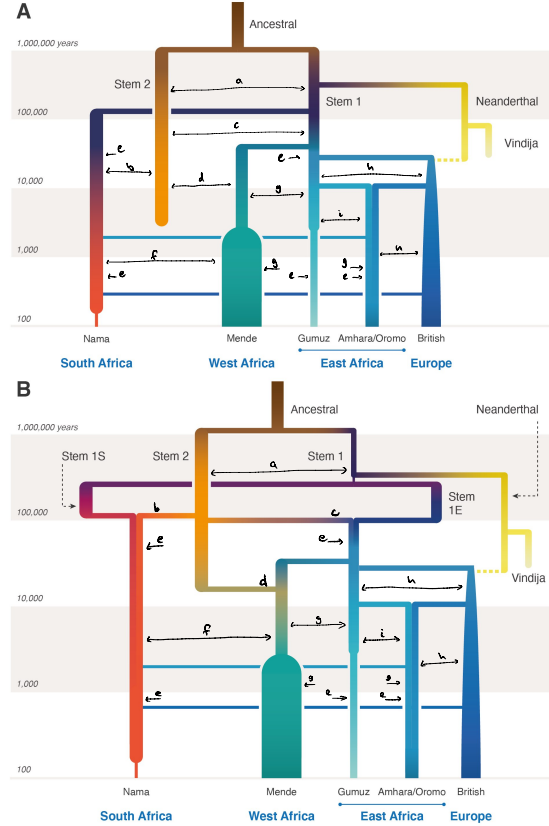 A
Ancestral
1,000,000 years
a
Stem 2
Stem 1
Neanderthal
100,000
c
Vindija
e
e
b
h
d
g
10,000
i
1,000
f
g
g
n
e
e
e
100
Nama
Mende
Gumuz
Amhara/Oromo
British
South Africa
West Africa
East Africa
Europe
B
Ancestral
Neanderthal
1,000,000 years
Stem 1S
Stem 2
Stem 1
a
Stem
1E
100,000
b
c
e
e
Vindija
d
h
10,000
g
f
i
h
1,000
g
g
e
e
e
100
Nama
Mende
Gumuz
Amhara/Oromo
British
South Africa
West Africa
East Africa
Europe